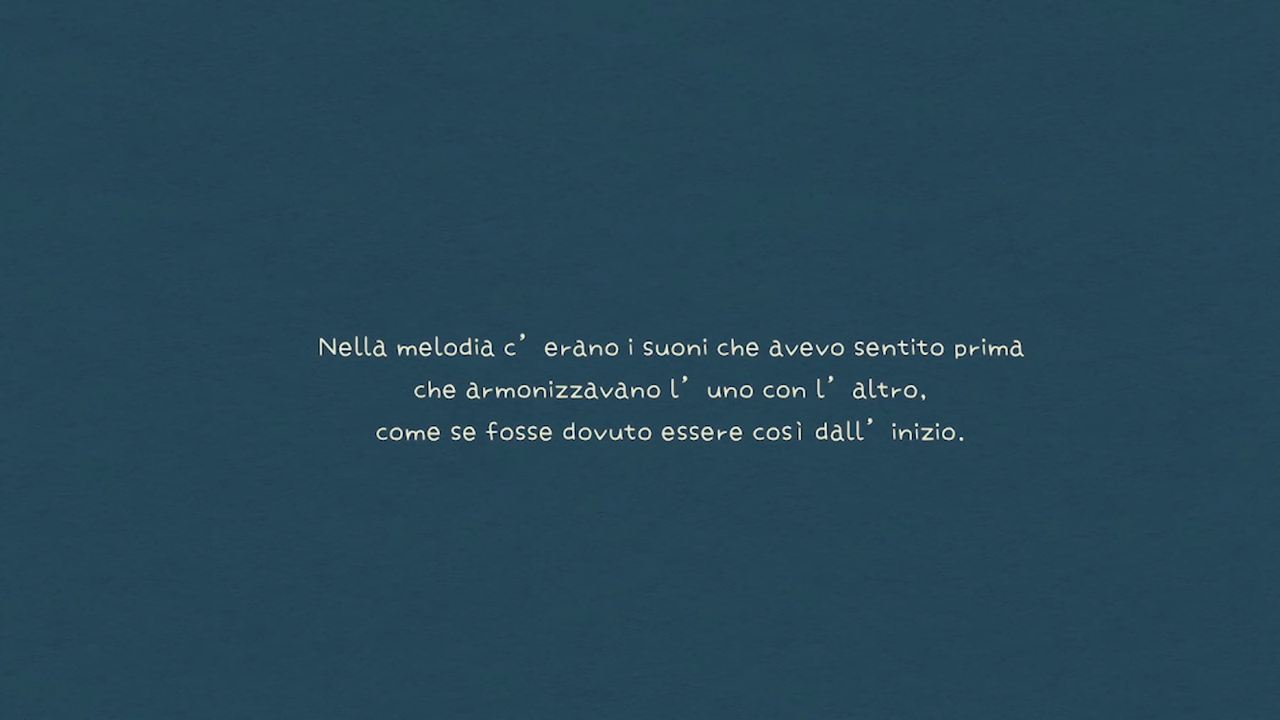 Nella melodia c’ erano i suoni che avevo sentito prima
che armonizzavano l’ uno con l’ altro,
come se fosse dovuto essere così dall’ inizio.